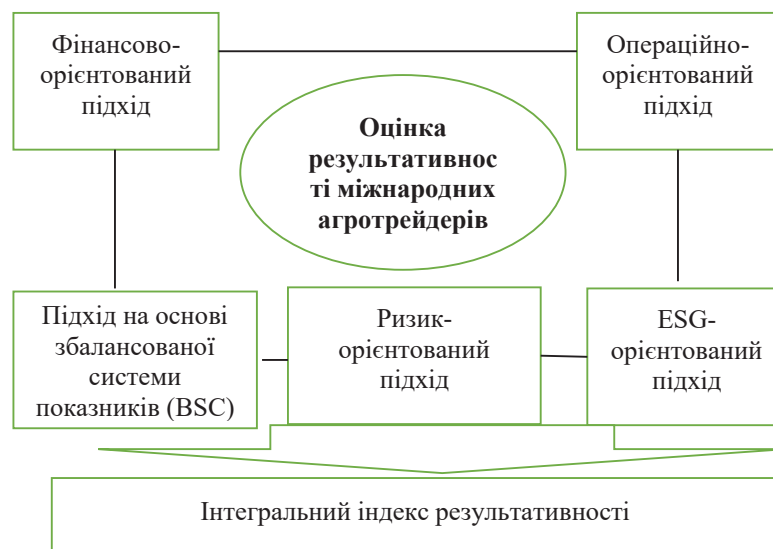 Фінансово-
орієнтований
підхід
Операційно-
орієнтований
підхід
Оцінка
результативнос
ті міжнародних
агротрейдерів
Підхід на основі
збалансованої
системи
показників (BSC)
Ризик-
орієнтований
підхід
ESG-
орієнтований
підхід
Інтегральний індекс результативності